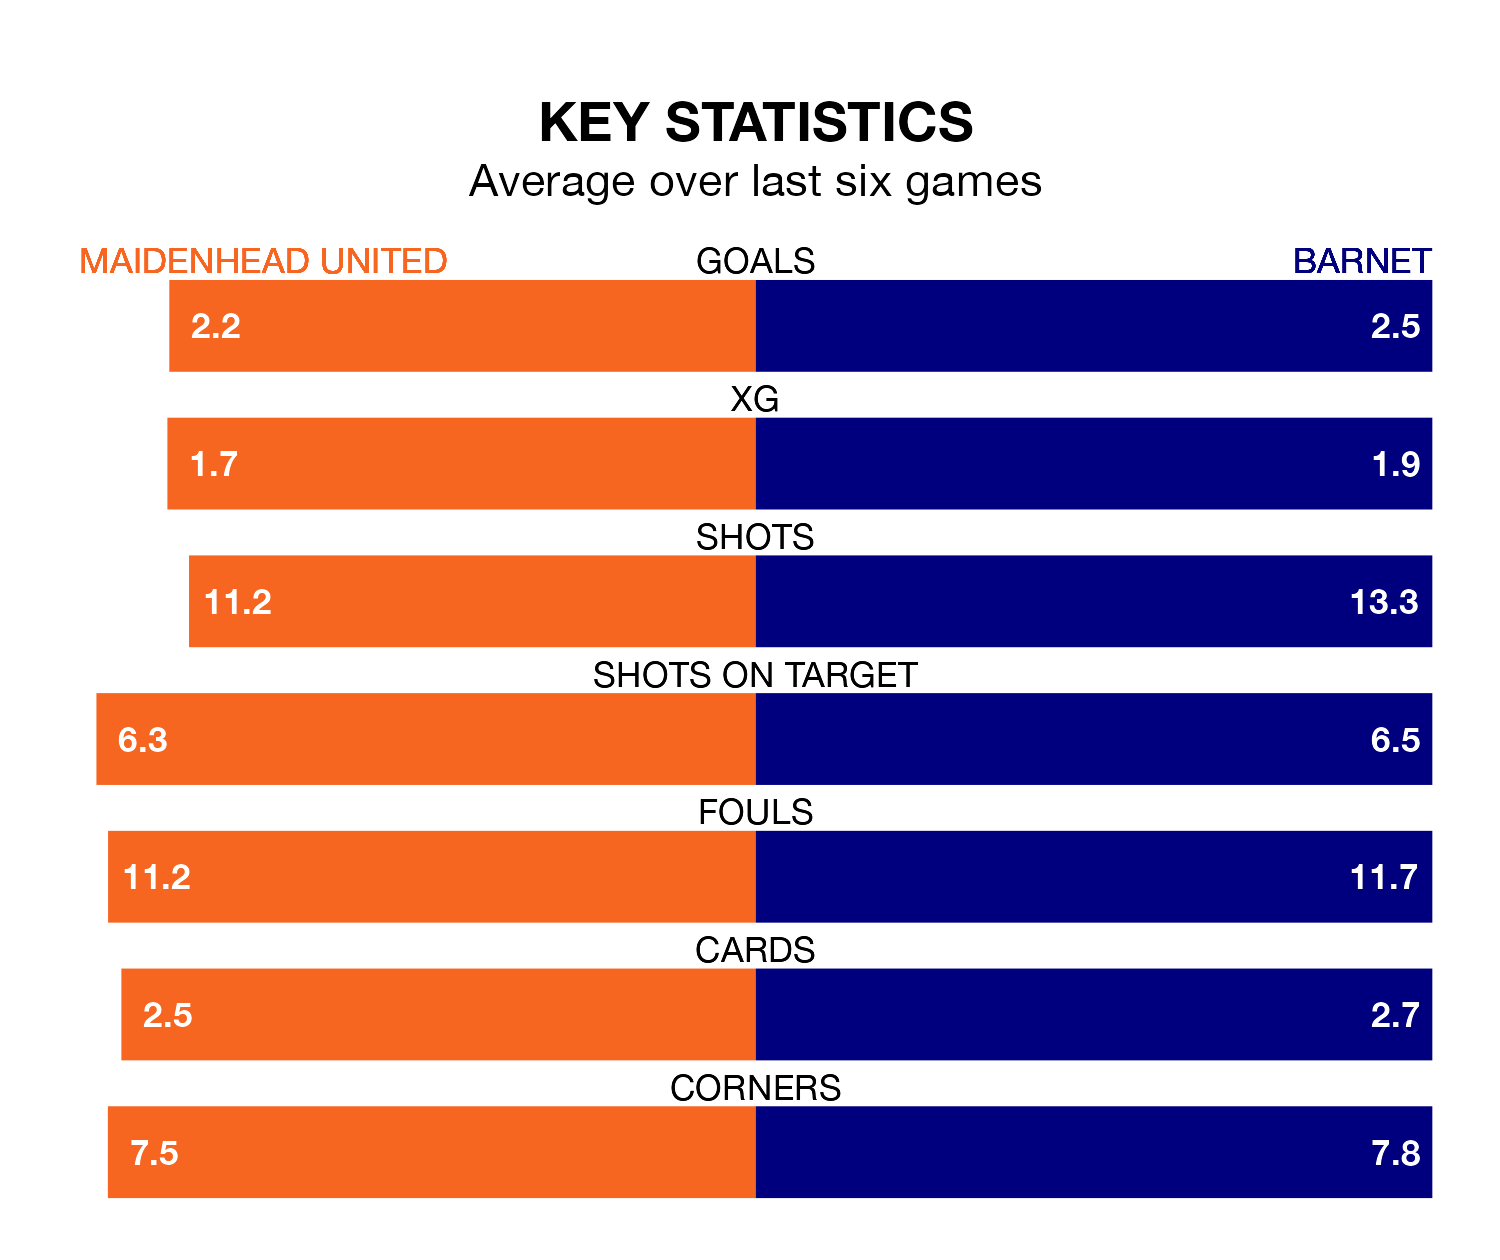 KEY STATISTICS
Average over last six games
MAIDENHEAD UNITED GOALS BARNET
2.2 2.5
XG
1.7 1.9
SHOTS
11.2 13.3
SHOTS ON TARGET
6.3 6.5
FOULS
11.2 11.7
CARDS
2.5 2.7
CORNERS
7.5 7.8